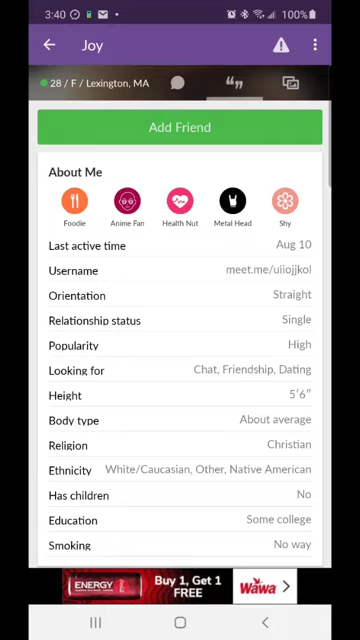 3:40
100%
Joy
28 / F / Lexington, MA
Add Friend
About Me
Foodie
Anime Fan
Health Nut
Metal Head
Shy
Last active time Aug 10
Username meet.me/uiiojjkol
Orientation Straight
Relationship status Single
Popularity High
Looking for Chat, Friendship, Dating
Height 5'6"
Body type About average
Religion Christian
Ethnicity White/Caucasian, Other, Native American
Has children No
Education Some college
Smoking No way
ENERGY
Buy 1, Get 1
FREE
Wawa